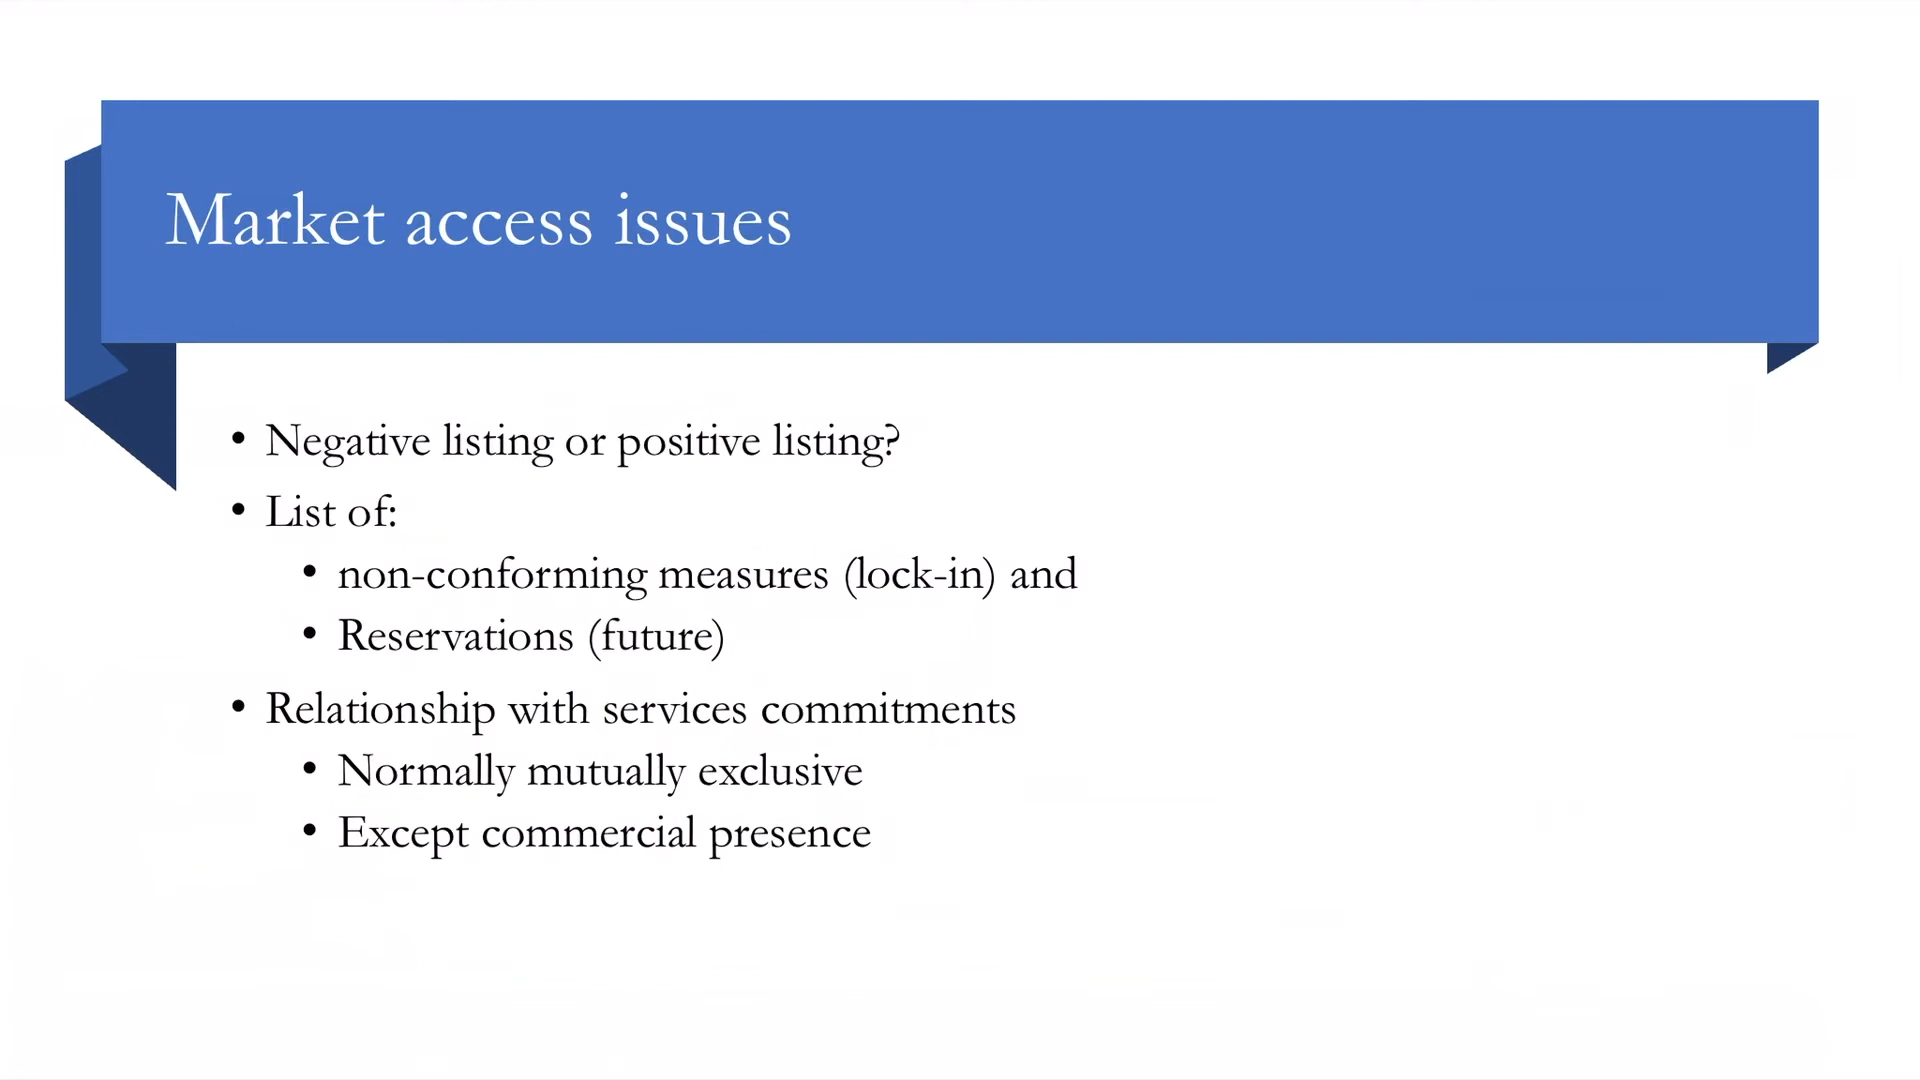 Market access issues
• Negative listing or positive listing?
• List of:
• non-conforming measures (lock-in) and
• Reservations (future)
• Relationship with services commitments
• Normally mutually exclusive
• Except commercial presence